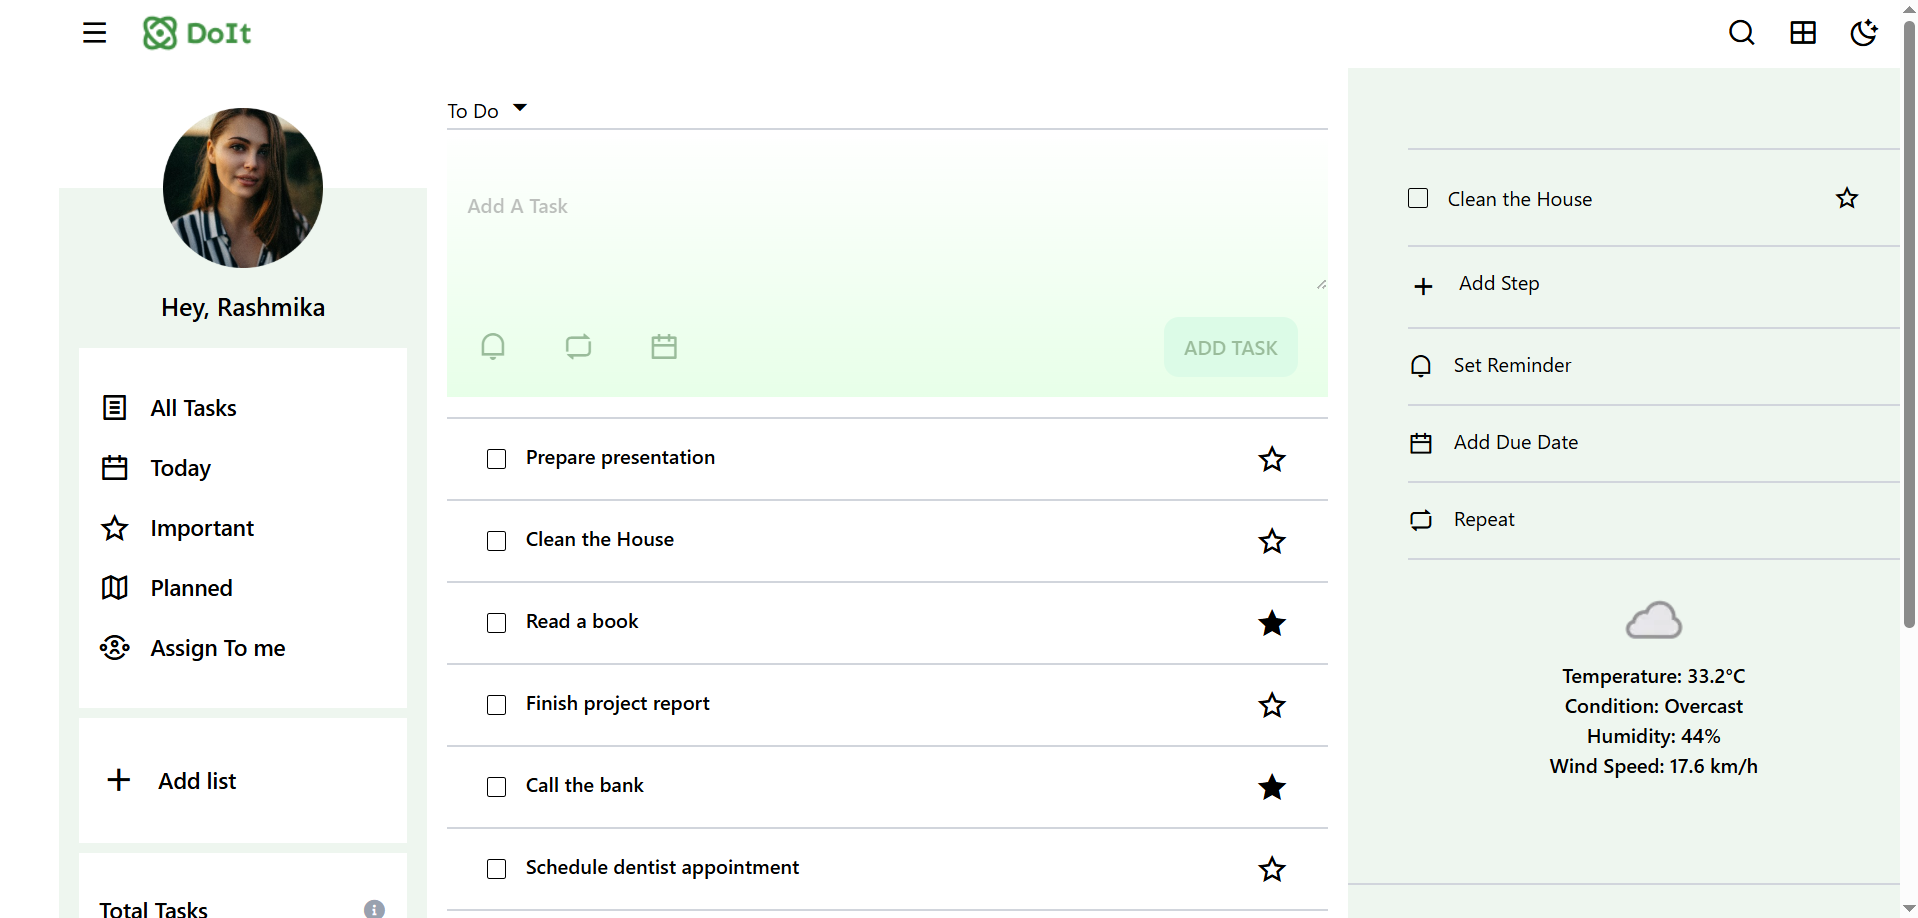 DoIt
Hey, Rashmika
All Tasks
Today
Important
Planned
Assign To me
Add list
Total Tasks
To Do
Add A Task
ADD TASK
Prepare presentation
Clean the House
Read a book
Finish project report
Call the bank
Schedule dentist appointment
Clean the House
Add Step
Set Reminder
Add Due Date
Repeat
Temperature: 33.2°C
Condition: Overcast
Humidity: 44%
Wind Speed: 17.6 km/h